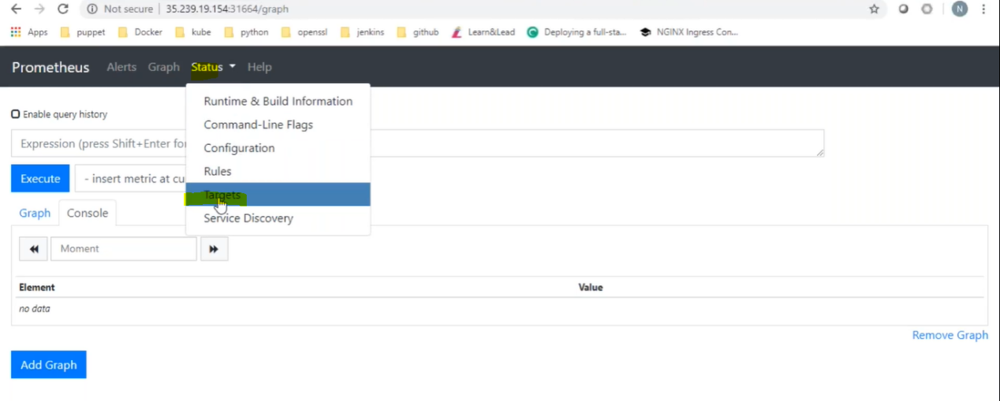 Not secure | 35.239.19.154:31664/graph
N
Apps puppet Docker kube python openssl jenkins github Learn&Lead Deploying a full-sta... NGINX Ingress Con...
Prometheus Alerts Graph Status Help
Runtime & Build Information
Enable query history
Command-Line Flags
Expression (press Shift+Enter for
Configuration
Rules
Execute - insert metric at cu
Targets
Graph Console
Service Discovery
Moment
Element Value
no data
Remove Graph
Add Graph